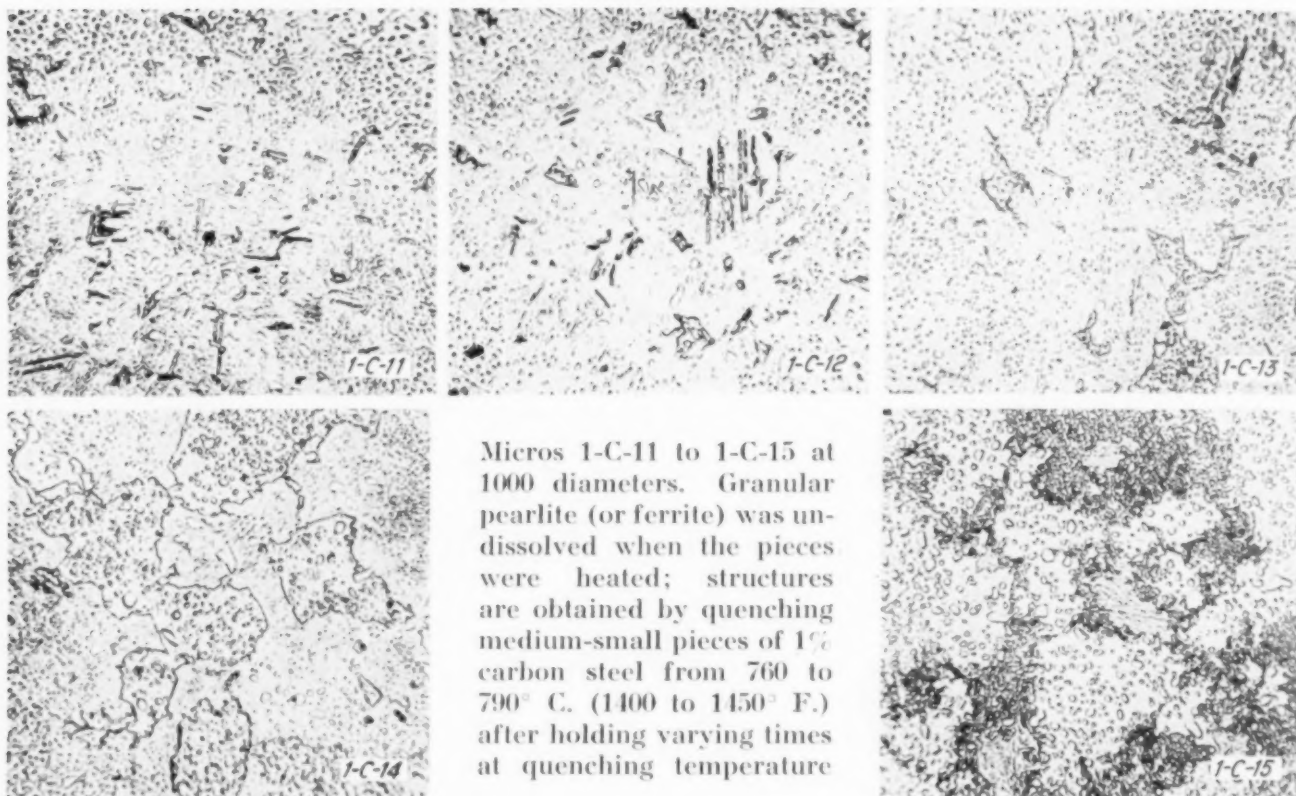 1-C-11
1-C-12
1-C-13
1-C-14
Micros 1-C-11 to 1-C-15 at
1000 diameters. Granular
pearlite (or ferrite) was un-
dissolved when the pieces
were heated; structures
are obtained by quenching
medium-small pieces of 1%
carbon steel from 760 to
790° C. (1400 to 1450° F.)
after holding varying times
at quenching temperature
1-C-15